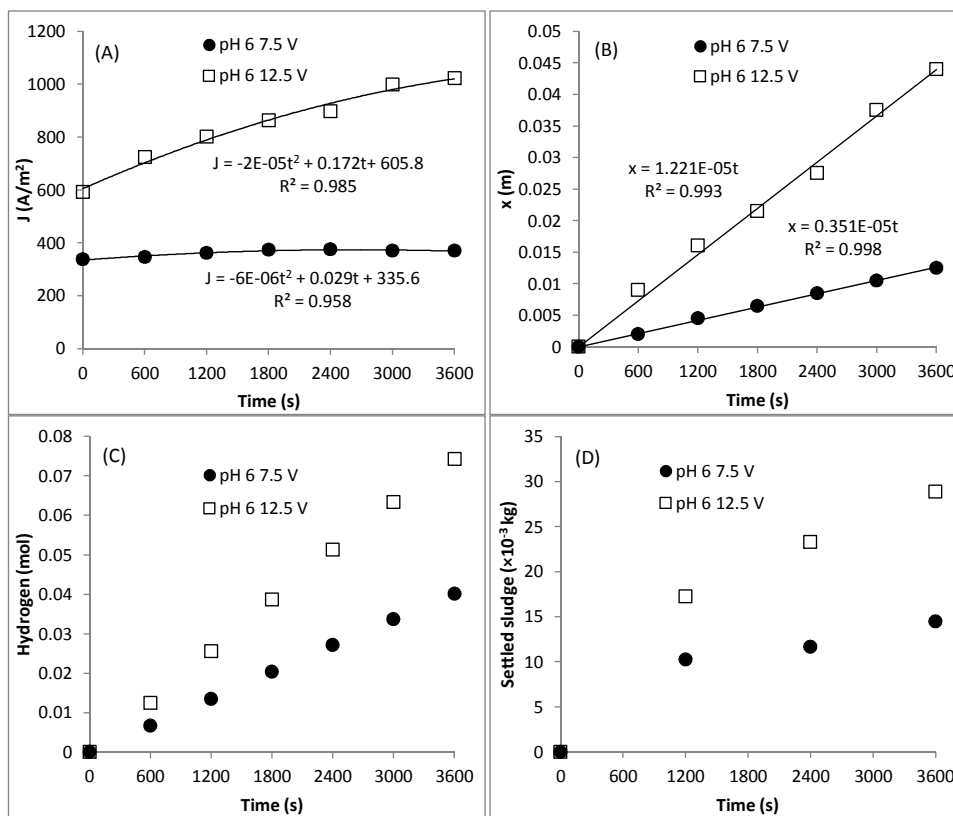 (A)
pH 6 7.5 V
pH 6 12.5 V
1200
1000
800
600
400
200
0
J (A/m²)
J = -2E-05t² + 0.172t+ 605.8
R² = 0.985
J = -6E-06t² + 0.029t + 335.6
R² = 0.958
0 600 1200 1800 2400 3000 3600
Time (s)
(B)
pH 6 7.5 V
pH 6 12.5 V
0.05
0.045
0.04
0.035
0.03
0.025
0.02
0.015
0.01
0.005
0
x (m)
x = 1.221E-05t
R² = 0.993
x = 0.351E-05t
R² = 0.998
0 600 1200 1800 2400 3000 3600
Time (s)
(C)
pH 6 7.5 V
pH 6 12.5 V
0.08
0.07
0.06
0.05
0.04
0.03
0.02
0.01
0
Hydrogen (mol)
0 600 1200 1800 2400 3000 3600
Time (s)
(D)
pH 6 7.5 V
pH 6 12.5 V
35
30
25
20
15
10
5
0
Settled sludge (×10⁻³ kg)
0 600 1200 1800 2400 3000 3600
Time (s)